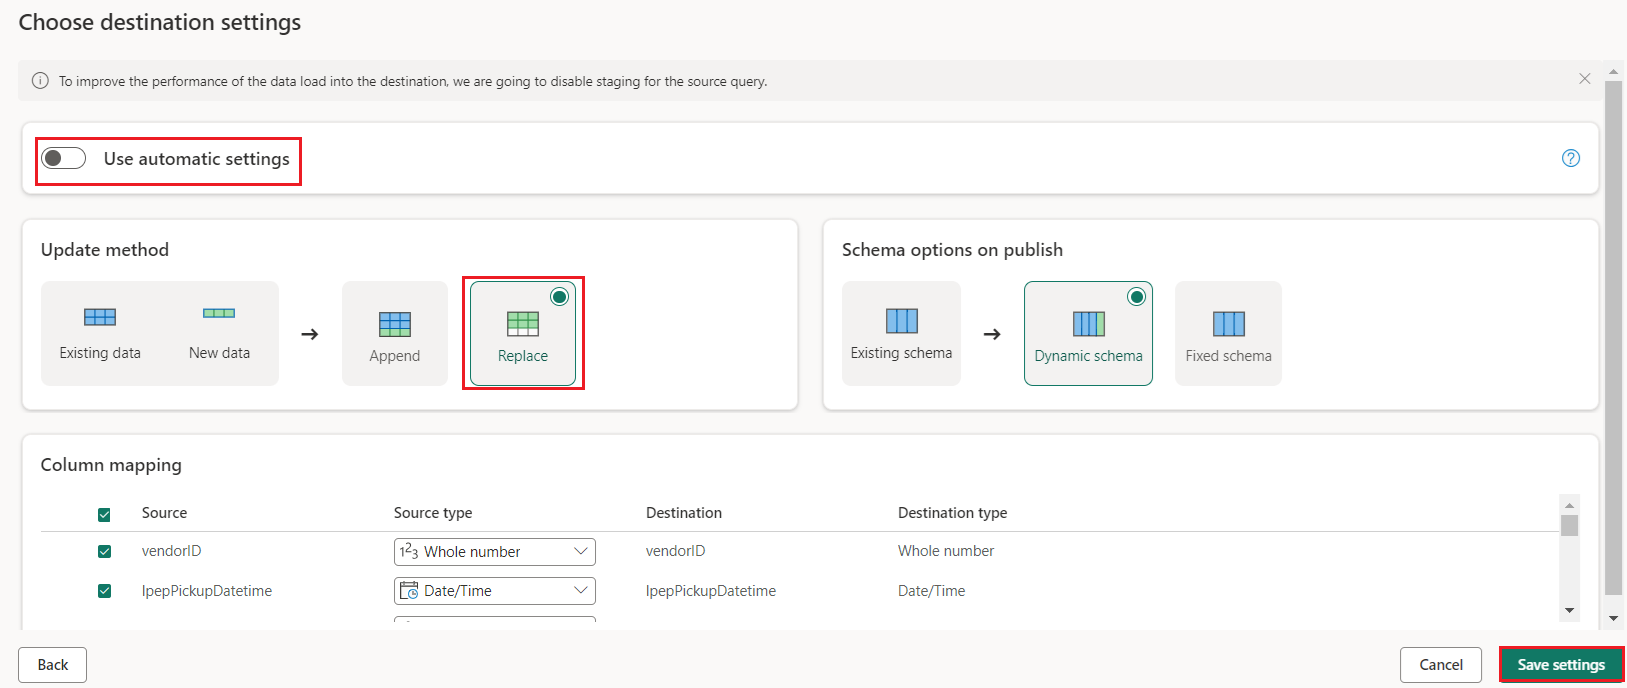 Choose destination settings
To improve the performance of the data load into the destination, we are going to disable staging for the source query.
Use automatic settings
Update method
Existing data New data Append Replace
Schema options on publish
Existing schema Dynamic schema Fixed schema
Column mapping
Source Source type Destination Destination type
vendorID 123 Whole number vendorID Whole number
lpepPickupDatetime Date/Time lpepPickupDatetime Date/Time
Back Cancel Save settings